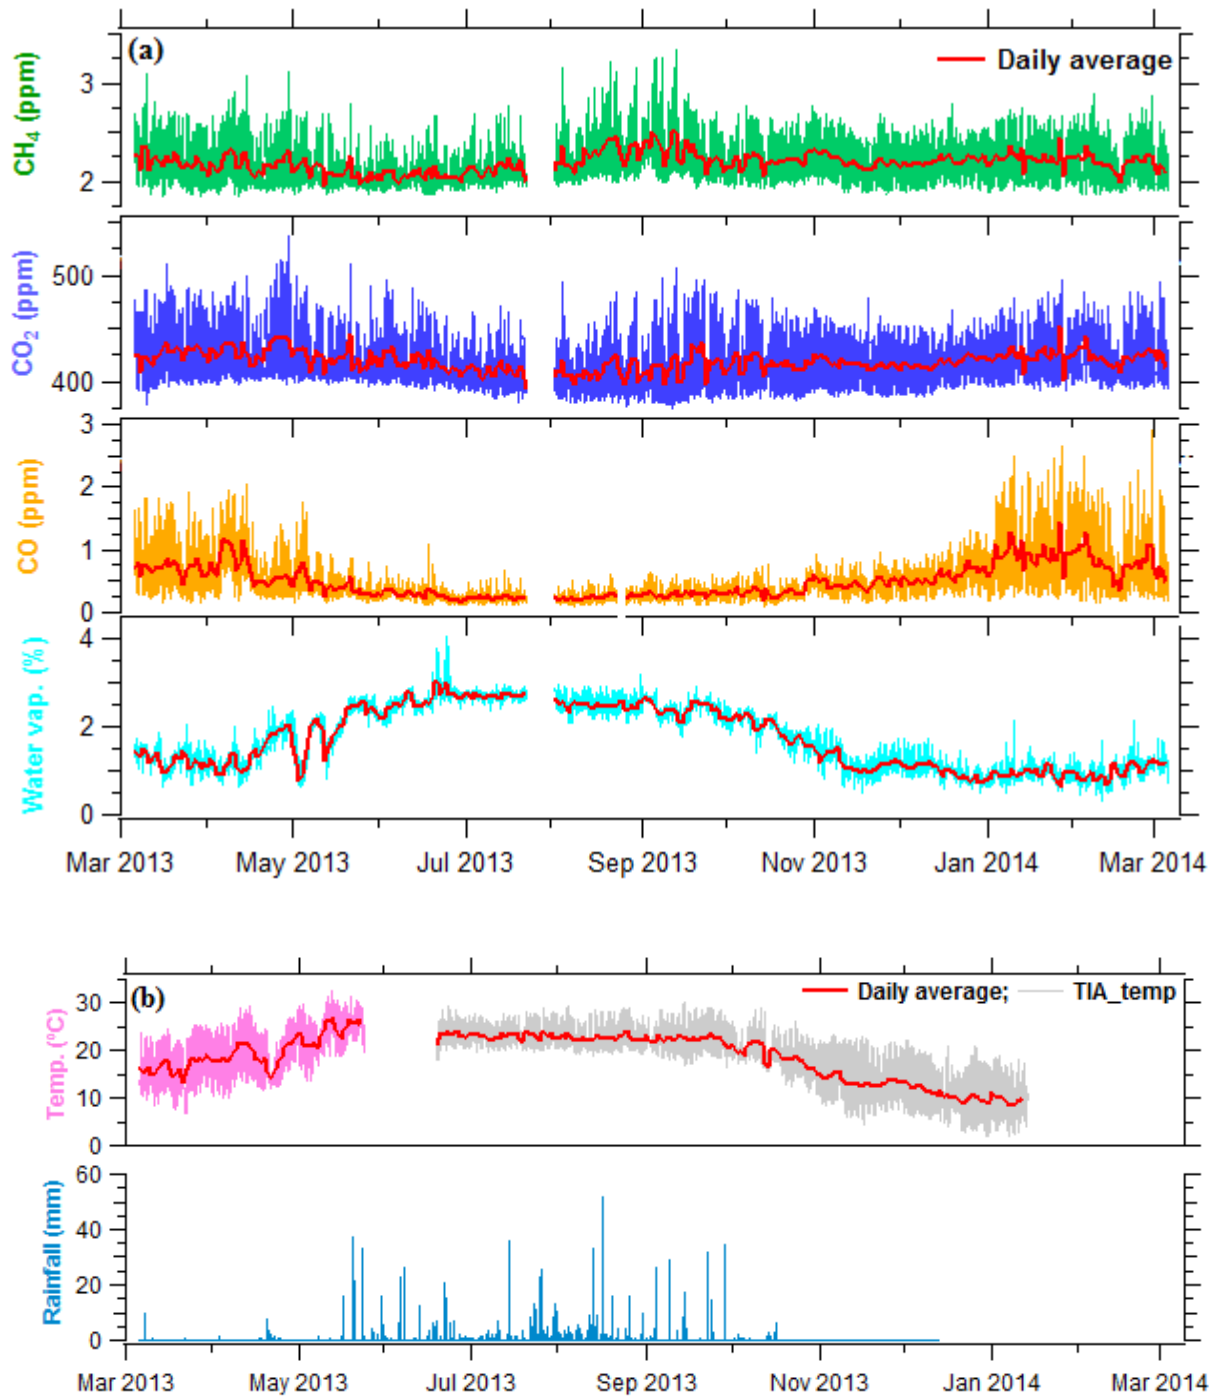 (a)
Daily average
CH4 (ppm)
3
2
CO2 (ppm)
500
400
CO (ppm)
3
2
1
0
Water vap. (%)
4
2
0
Mar 2013 May 2013 Jul 2013 Sep 2013 Nov 2013 Jan 2014 Mar 2014
(b)
Daily average; TIA_temp
Temp. (ºC)
30
20
10
0
Rainfall (mm)
60
40
20
0
Mar 2013 May 2013 Jul 2013 Sep 2013 Nov 2013 Jan 2014 Mar 2014